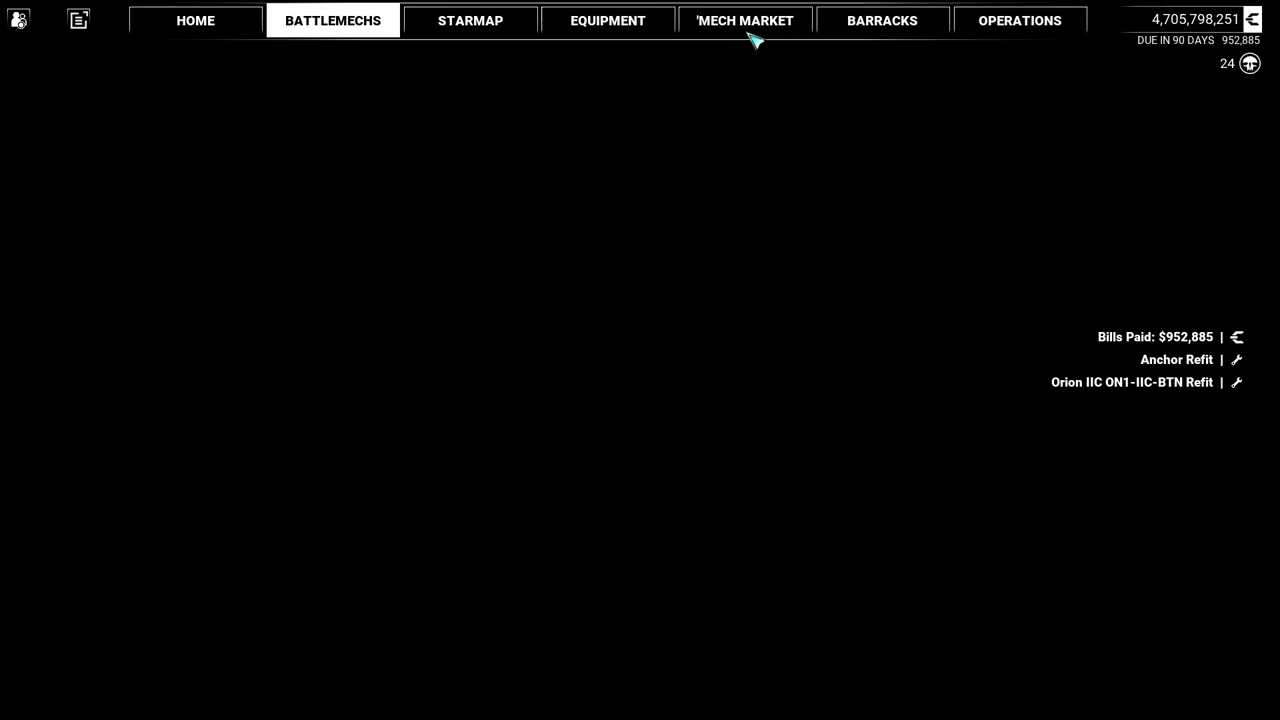 HOME
BATTLEMECHS
STARMAP
EQUIPMENT
'MECH MARKET
BARRACKS
OPERATIONS
4,705,798,251
DUE IN 90 DAYS 952,885
24
Bills Paid: $952,885 |
Anchor Refit |
Orion IIC ON1-IIC-BTN Refit |